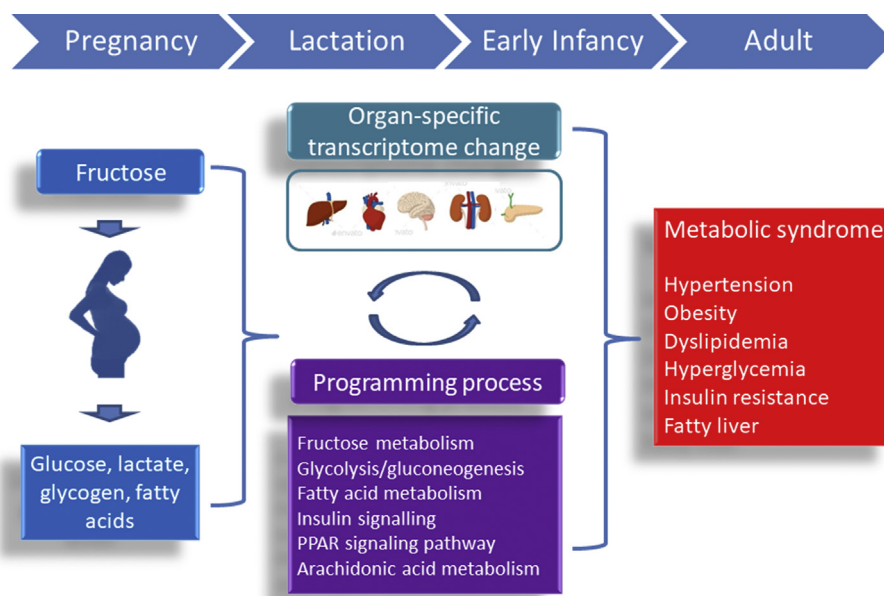 Pregnancy
Lactation
Early Infancy
Adult
Fructose
Glucose, lactate,
glycogen, fatty
acids
Organ-specific
transcriptome change
Programming process
Fructose metabolism
Glycolysis/gluconeogenesis
Fatty acid metabolism
Insulin signalling
PPAR signaling pathway
Arachidonic acid metabolism
Metabolic syndrome
Hypertension
Obesity
Dyslipidemia
Hyperglycemia
Insulin resistance
Fatty liver